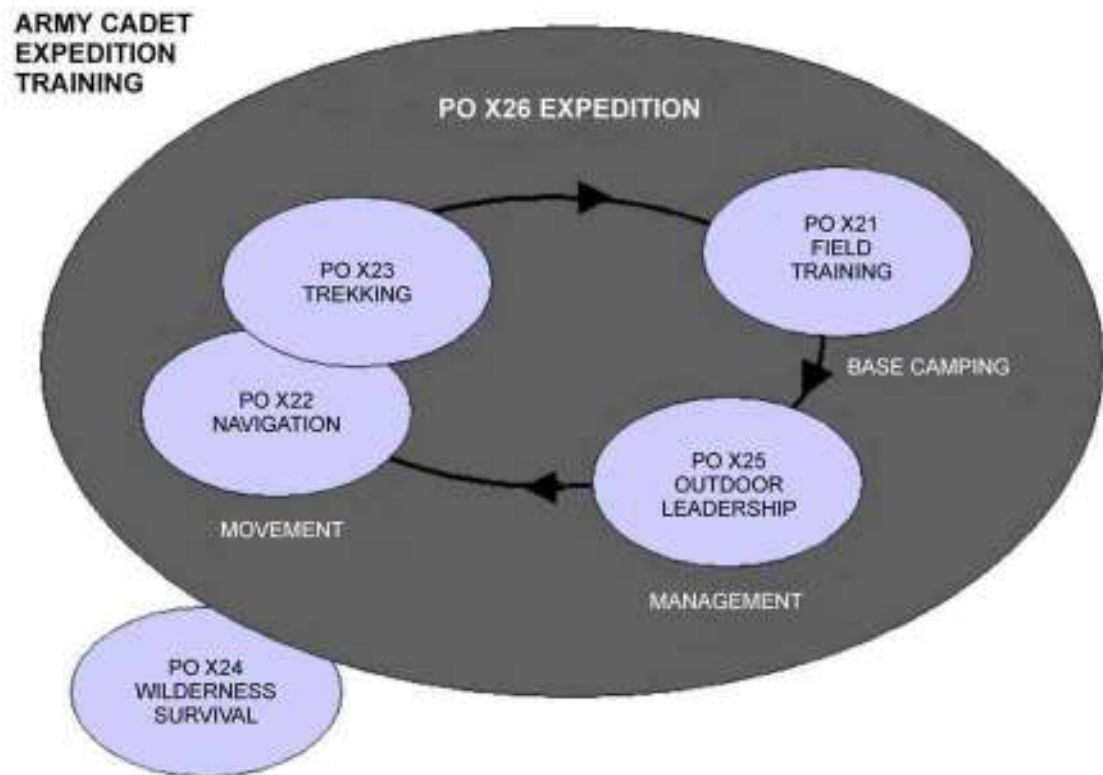 ARMY CADET
EXPEDITION
TRAINING
PO X26 EXPEDITION
PO X23
TREKKING
PO X21
FIELD
TRAINING
PO X22
NAVIGATION
BASE CAMPING
PO X25
OUTDOOR
LEADERSHIP
MOVEMENT
MANAGEMENT
PO X24
WILDERNESS
SURVIVAL